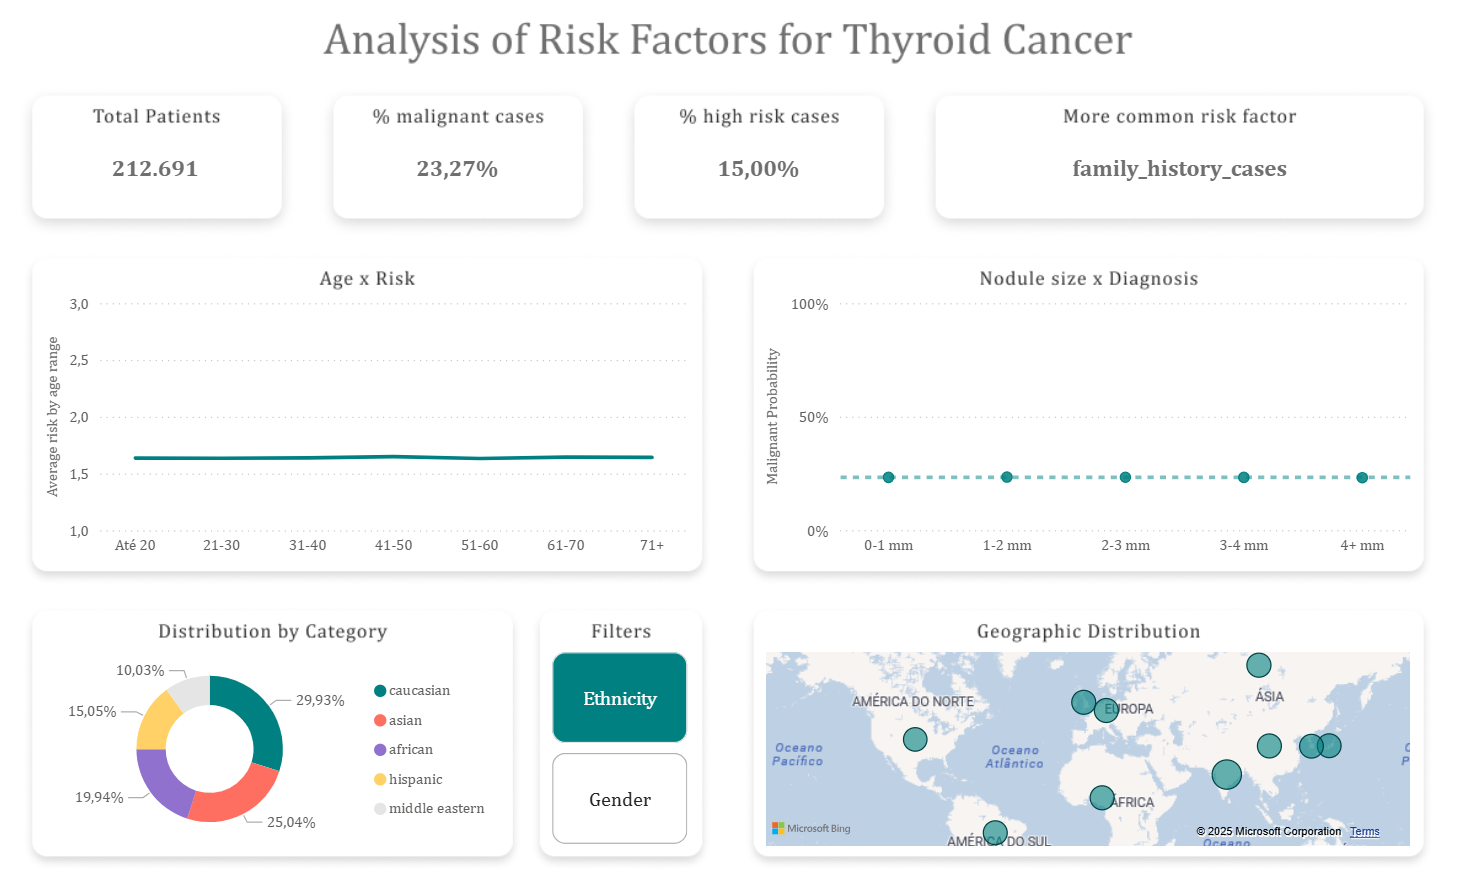 Analysis of Risk Factors for Thyroid Cancer
Total Patients
212.691
% malignant cases
23,27%
% high risk cases
15,00%
More common risk factor
family_history_cases
Age x Risk
Average risk by age range
3,0
2,5
2,0
1,5
1,0
Até 20
21-30
31-40
41-50
51-60
61-70
71+
Nodule size x Diagnosis
Malignant Probability
100%
50%
0%
0-1 mm
1-2 mm
2-3 mm
3-4 mm
4+ mm
Distribution by Category
10,03%
29,93%
15,05%
19,94%
25,04%
caucasian
asian
african
hispanic
middle eastern
Filters
Ethnicity
Gender
Geographic Distribution
AMÉRICA DO NORTE
EUROPA
ÁSIA
Oceano
Pacífico
Oceano
Atlântico
ÁFRICA
AMÉRICA DO SUL
Oceano
Microsoft Bing
© 2025 Microsoft Corporation
Terms